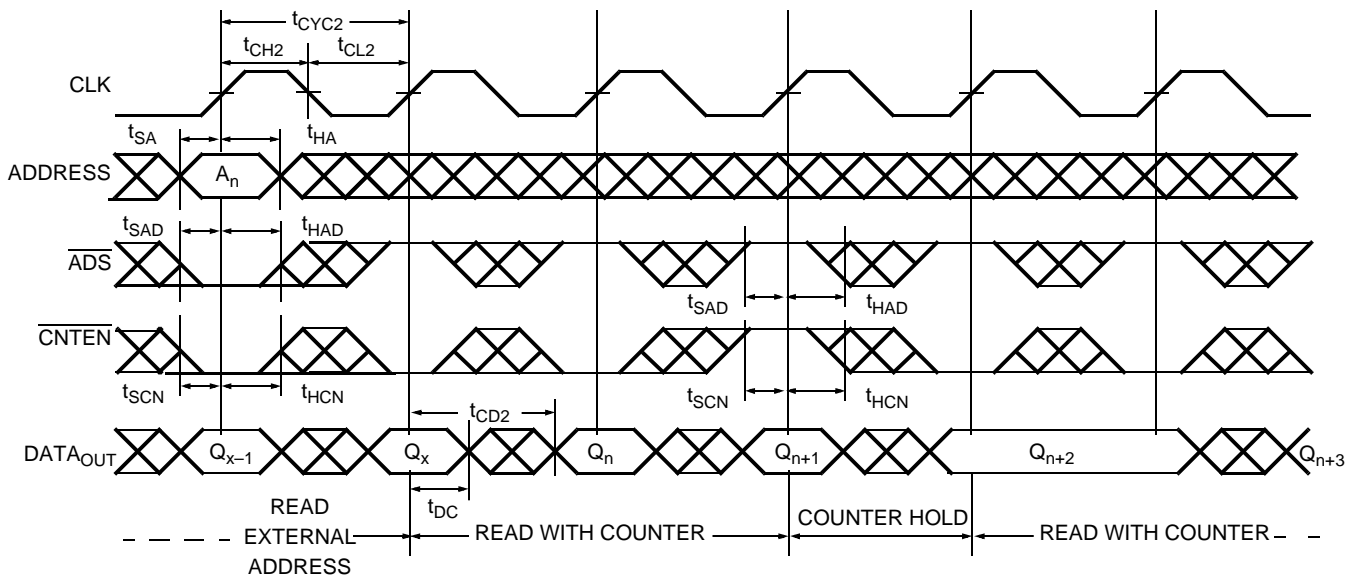 tCYC2
tCH2 tCL2
CLK
tSA tHA
ADDRESS An
tSAD tHAD
ADS
tSAD tHAD
CNTEN
tSCN tHCN tSCN tHCN
tCD2
DATAOUT Qx–1 Qx Qn Qn+1 Qn+2 Qn+3
tDC
READ
EXTERNAL
ADDRESS
READ WITH COUNTER
COUNTER HOLD
READ WITH COUNTER